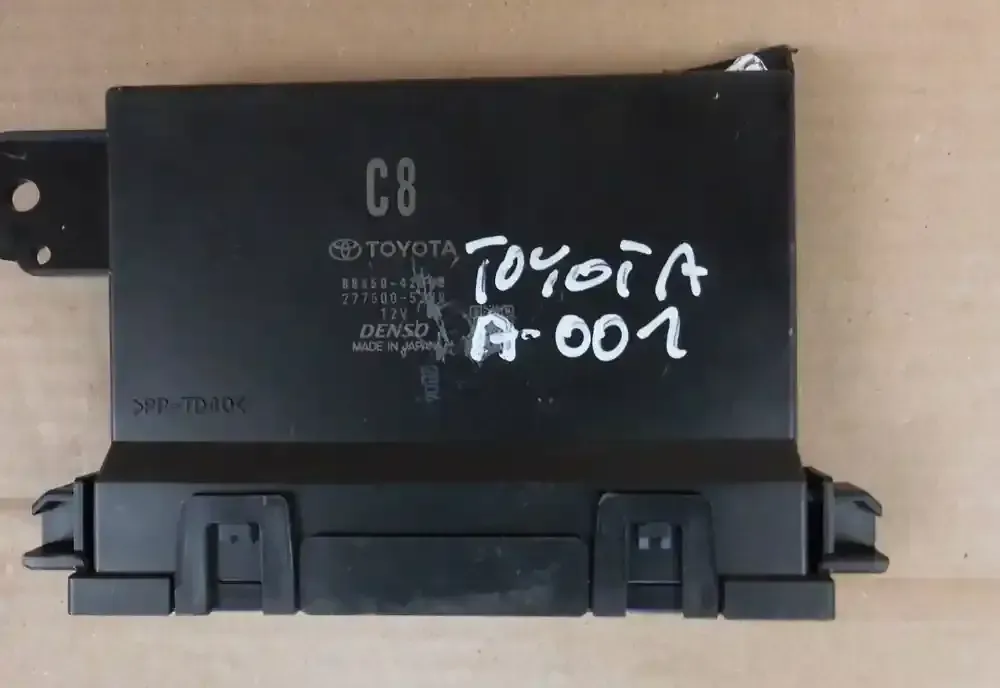 C8
TOYOTA
12V
DENSO
MADE IN JAPAN
TOYOTA
A-001
>PP-TD40<